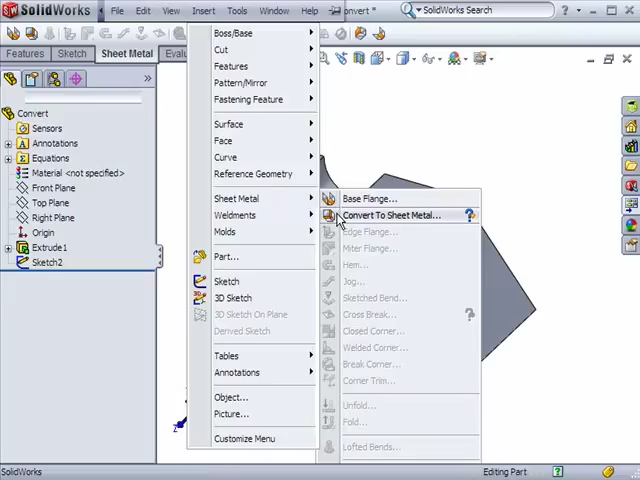 SolidWorks
File Edit View Insert Tools Window Help
onvert *
SolidWorks Search
Features Sketch Sheet Metal Evalu
Convert
Sensors
Annotations
Equations
Material <not specified>
Front Plane
Top Plane
Right Plane
Origin
Extrude1
Sketch2
Boss/Base
Cut
Features
Pattern/Mirror
Fastening Feature
Surface
Face
Curve
Reference Geometry
Sheet Metal
Weldments
Molds
Part...
Sketch
3D Sketch
3D Sketch On Plane
Derived Sketch
Tables
Annotations
Object...
Picture...
Customize Menu
Base Flange...
Convert To Sheet Metal...
Edge Flange...
Miter Flange...
Hem...
Jog...
Sketched Bend...
Cross Break...
Closed Corner...
Welded Corner...
Break Corner...
Corner Trim...
Unfold...
Fold...
Lofted Bends...
z
SolidWorks
Editing Part